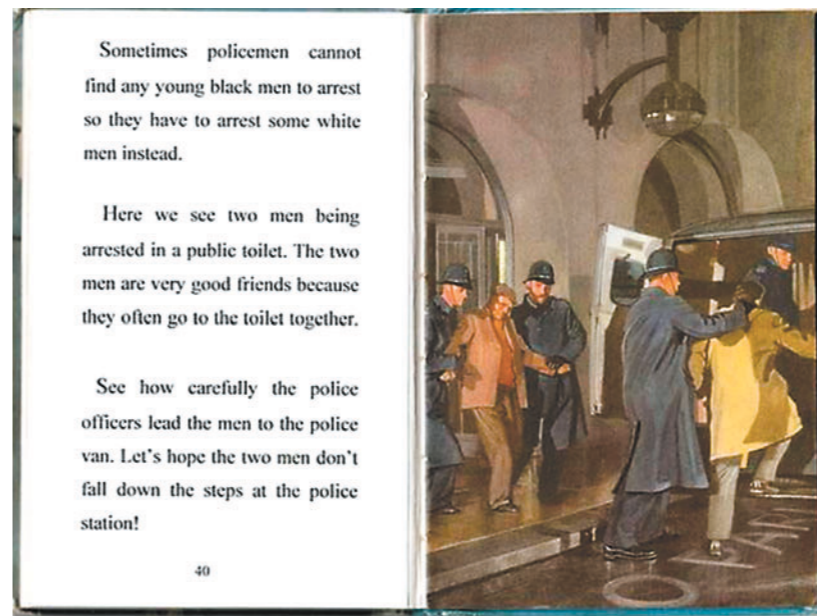 Sometimes policemen cannot
find any young black men to arrest
so they have to arrest some white
men instead.
Here we see two men being
arrested in a public toilet. The two
men are very good friends because
they often go to the toilet together.
See how carefully the police
officers lead the men to the police
van. Let's hope the two men don't
fall down the steps at the police
station!
40